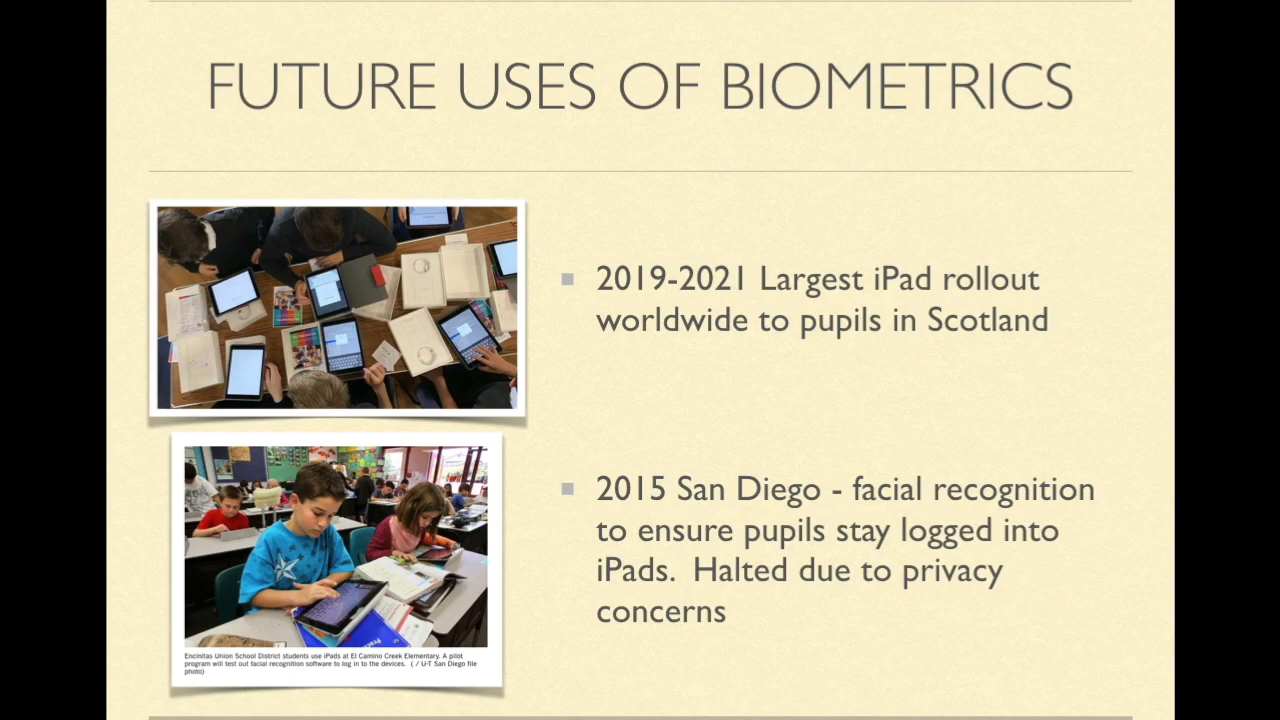 FUTURE USES OF BIOMETRICS
2019-2021 Largest iPad rollout
worldwide to pupils in Scotland
2015 San Diego - facial recognition
to ensure pupils stay logged into
iPads. Halted due to privacy
concerns
Encinitas Union School District students use iPads at El Camino Creek Elementary. A pilot
program will test out facial recognition software to log in to the devices. ( / U-T San Diego file
photo)